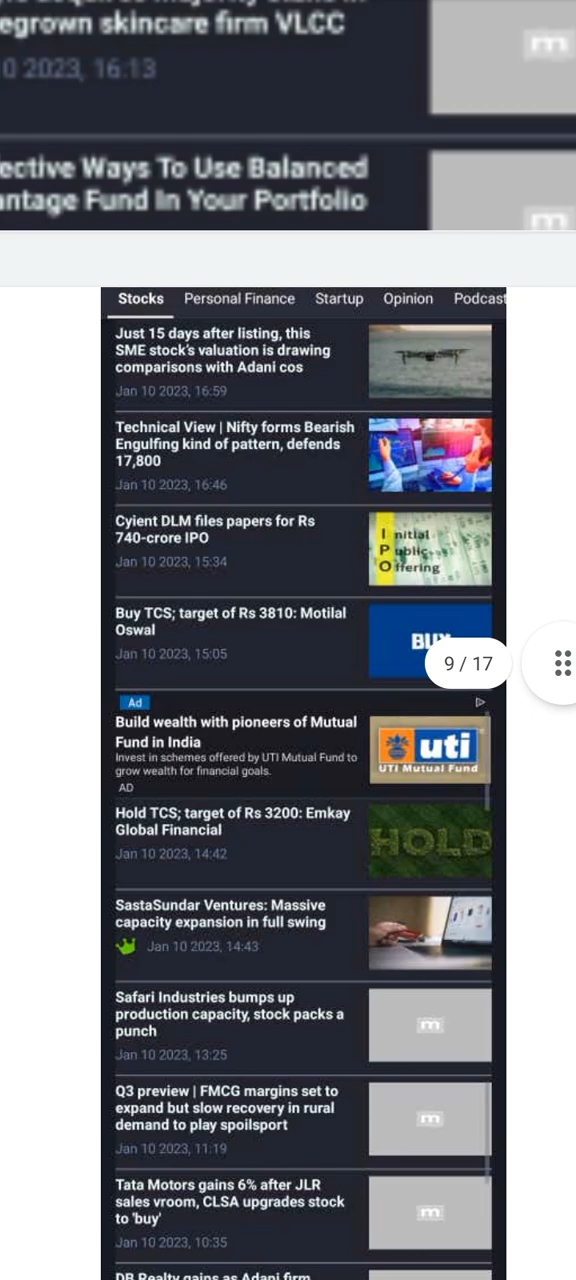 egrown skincare firm VLCC
0 2023, 16:13
m
ective Ways To Use Balanced
antage Fund In Your Portfolio
m
Stocks Personal Finance Startup Opinion Podcast
Just 15 days after listing, this
SME stock's valuation is drawing
comparisons with Adani cos
Jan 10 2023, 16:59
Technical View | Nifty forms Bearish
Engulfing kind of pattern, defends
17,800
Jan 10 2023, 16:46
Cyient DLM files papers for Rs
740-crore IPO
Jan 10 2023, 15:34
Initial
Public
Offering
Buy TCS; target of Rs 3810: Motilal
Oswal
Jan 10 2023, 15:05
BUY
9 / 17
Ad
Build wealth with pioneers of Mutual
Fund in India
Invest in schemes offered by UTI Mutual Fund to
grow wealth for financial goals.
AD
uti
UTI Mutual Fund
Hold TCS; target of Rs 3200: Emkay
Global Financial
Jan 10 2023, 14:42
HOLD
SastaSundar Ventures: Massive
capacity expansion in full swing
Jan 10 2023, 14:43
Safari Industries bumps up
production capacity, stock packs a
punch
Jan 10 2023, 13:25
m
Q3 preview | FMCG margins set to
expand but slow recovery in rural
demand to play spoilsport
Jan 10 2023, 11:19
m
Tata Motors gains 6% after JLR
sales vroom, CLSA upgrades stock
to 'buy'
Jan 10 2023, 10:35
m
DB Realty gains as Adani firm